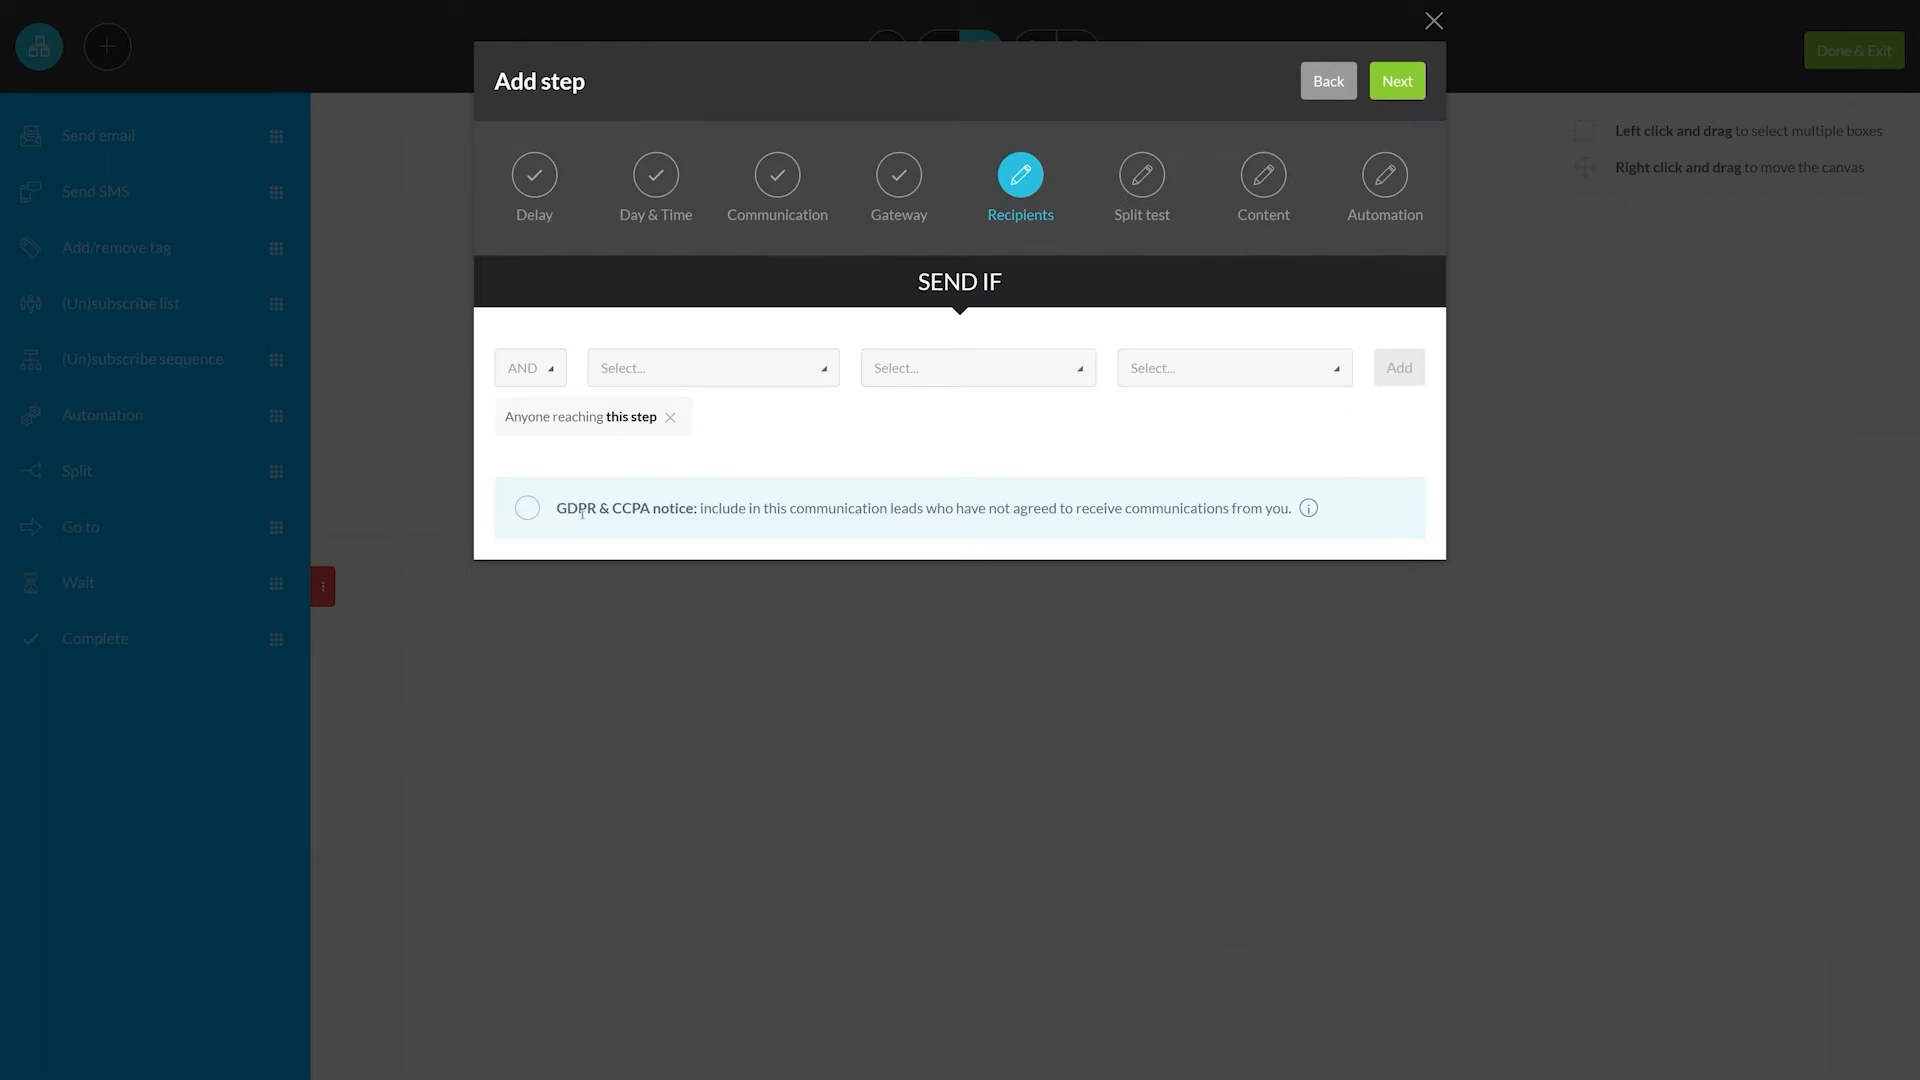 Done & Exit
Add step
Back
Next
Send email
Send SMS
Add/remove tag
(Un)subscribe list
(Un)subscribe sequence
Automation
Split
Go to
Wait
Complete
Left click and drag to select multiple boxes
Right click and drag to move the canvas
Delay
Day & Time
Communication
Gateway
Recipients
Split test
Content
Automation
SEND IF
AND
Select...
Select...
Select...
Add
Anyone reaching this step
GDPR & CCPA notice: include in this communication leads who have not agreed to receive communications from you.